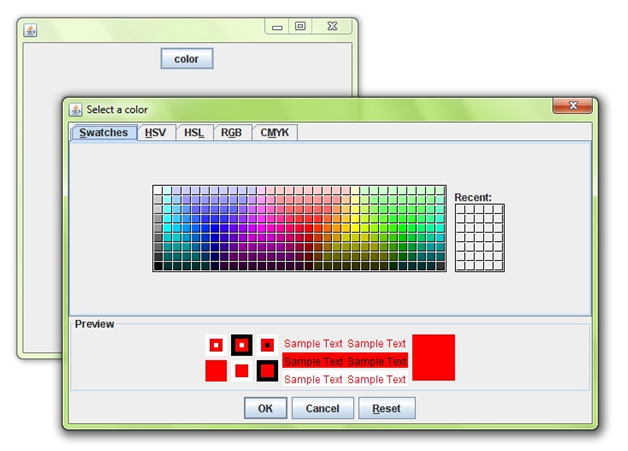 color
Select a color
Swatches HSV HSL RGB CMYK
Recent:
Preview
Sample Text Sample Text
Sample Text Sample Text
Sample Text Sample Text
OK Cancel Reset